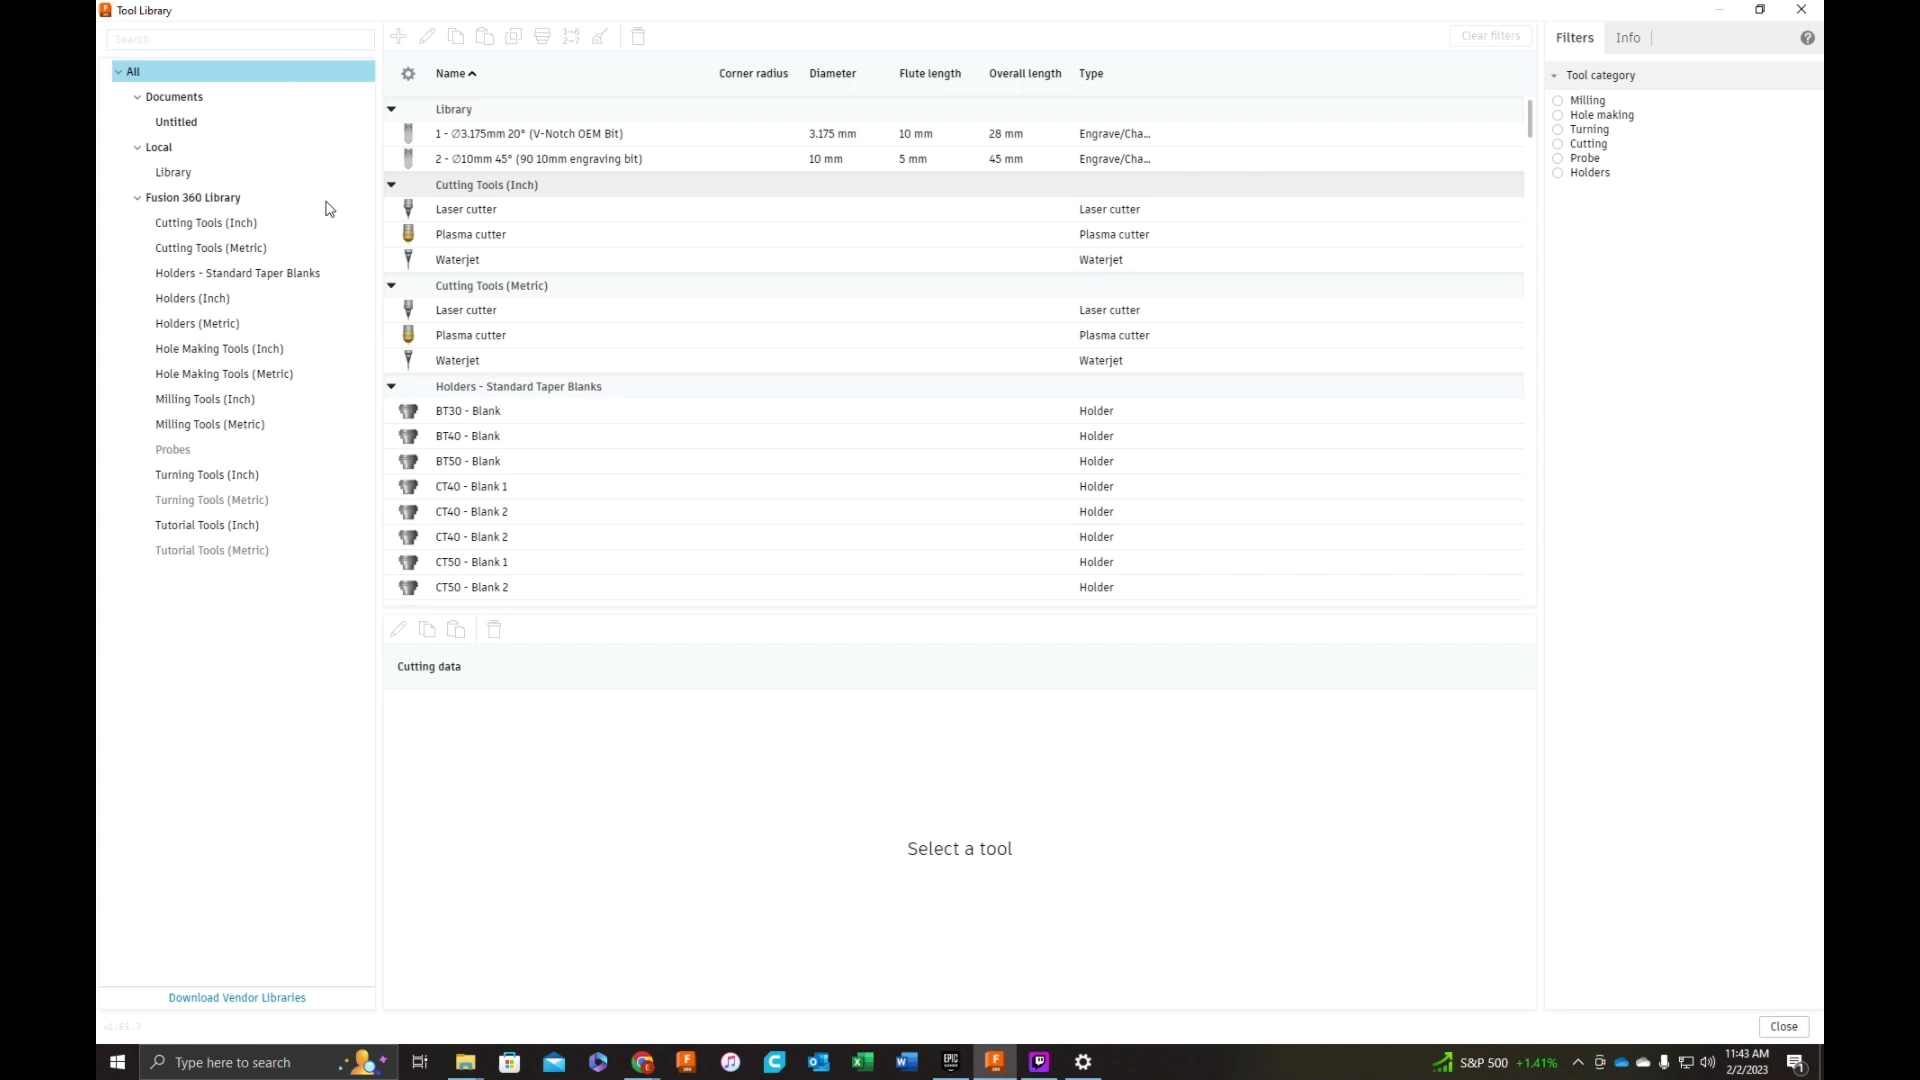 Tool Library
Search
All
Documents
Untitled
Local
Library
Fusion 360 Library
Cutting Tools (Inch)
Cutting Tools (Metric)
Holders - Standard Taper Blanks
Holders (Inch)
Holders (Metric)
Hole Making Tools (Inch)
Hole Making Tools (Metric)
Milling Tools (Inch)
Milling Tools (Metric)
Probes
Turning Tools (Inch)
Turning Tools (Metric)
Tutorial Tools (Inch)
Tutorial Tools (Metric)
Download Vendor Libraries
v1.65.3
Clear filters
Name Corner radius Diameter Flute length Overall length Type
Library
1 - ∅3.175mm 20° (V-Notch OEM Bit) 3.175 mm 10 mm 28 mm Engrave/Cha...
2 - ∅10mm 45° (90 10mm engraving bit) 10 mm 5 mm 45 mm Engrave/Cha...
Cutting Tools (Inch)
Laser cutter Laser cutter
Plasma cutter Plasma cutter
Waterjet Waterjet
Cutting Tools (Metric)
Laser cutter Laser cutter
Plasma cutter Plasma cutter
Waterjet Waterjet
Holders - Standard Taper Blanks
BT30 - Blank Holder
BT40 - Blank Holder
BT50 - Blank Holder
CT40 - Blank 1 Holder
CT40 - Blank 2 Holder
CT40 - Blank 2 Holder
CT50 - Blank 1 Holder
CT50 - Blank 2 Holder
Cutting data
Select a tool
Filters Info
Tool category
Milling
Hole making
Turning
Cutting
Probe
Holders
Close
Type here to search
S&P 500 +1.41%
11:43 AM
2/2/2023